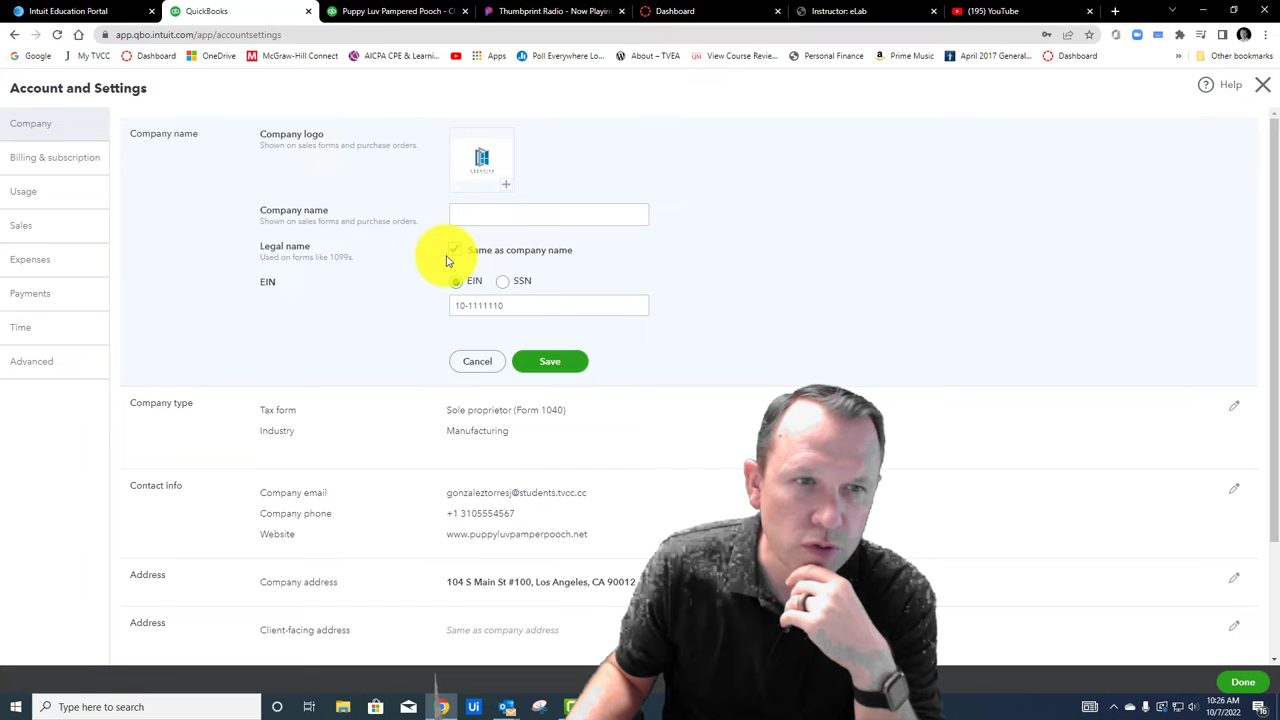 Intuit Education Portal
QuickBooks
Puppy Luv Pampered Pooch - Cl
Thumbprint Radio - Now Playing
Dashboard
Instructor: eLab
(195) YouTube
app.qbo.intuit.com/app/accountsettings
Google
My TVCC
Dashboard
OneDrive
McGraw-Hill Connect
AICPA CPE & Learni...
Apps
Poll Everywhere Lo...
About – TVEA
View Course Revie...
Personal Finance
Prime Music
April 2017 General...
Dashboard
Other bookmarks
Account and Settings
Help
Company
Billing & subscription
Usage
Sales
Expenses
Payments
Time
Advanced
Company name
Company logo
Shown on sales forms and purchase orders.
Company name
Shown on sales forms and purchase orders.
Legal name
Same as company name
Used on forms like 1099s.
EIN
EIN
SSN
10-1111110
Cancel
Save
Company type
Tax form
Sole proprietor (Form 1040)
Industry
Manufacturing
Contact info
Company email
gonzaleztorresj@students.tvcc.cc
Company phone
+1 3105554567
Website
www.puppyluvpamperpooch.net
Address
Company address
104 S Main St #100, Los Angeles, CA 90012
Address
Client-facing address
Same as company address
Done
Type here to search
Ui
10:26 AM
10/7/2022